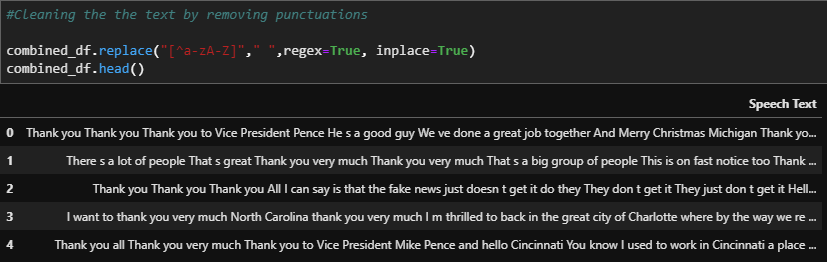 #Cleaning the the text by removing punctuations
combined_df.replace("[^a-zA-Z]"," ",regex=True, inplace=True)
combined_df.head()
Speech Text
0 Thank you Thank you Thank you to Vice President Pence He s a good guy We ve done a great job together And Merry Christmas Michigan Thank yo...
1 There s a lot of people That s great Thank you very much Thank you very much That s a big group of people This is on fast notice too Thank ...
2 Thank you Thank you Thank you All I can say is that the fake news just doesn t get it do they They don t get it They just don t get it Hell...
3 I want to thank you very much North Carolina thank you very much I m thrilled to back in the great city of Charlotte where by the way we re ...
4 Thank you all Thank you very much Thank you to Vice President Mike Pence and hello Cincinnati You know I used to work in Cincinnati a place ...